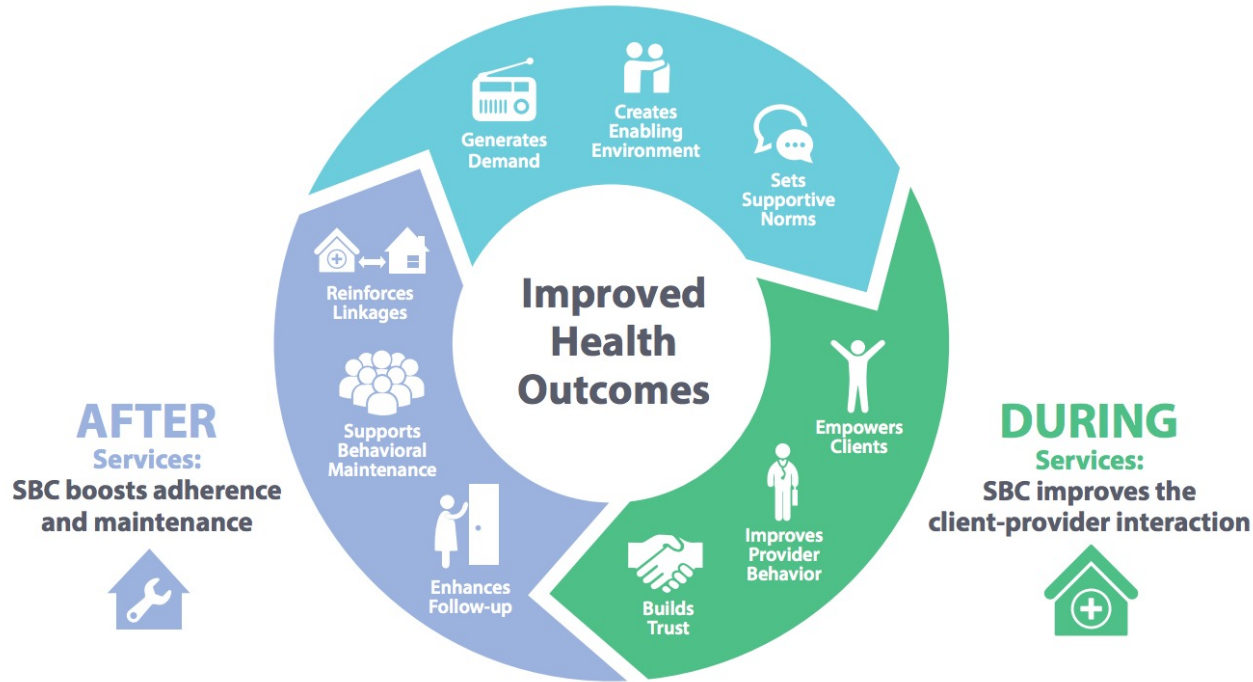 Generates
Demand
Creates
Enabling
Environment
Sets
Supportive
Norms
Improved
Health
Outcomes
Empowers
Clients
Improves
Provider
Behavior
Builds
Trust
Enhances
Follow-up
Supports
Behavioral
Maintenance
Reinforces
Linkages
DURING
Services:
SBC improves the
client-provider interaction
AFTER
Services:
SBC boosts adherence
and maintenance